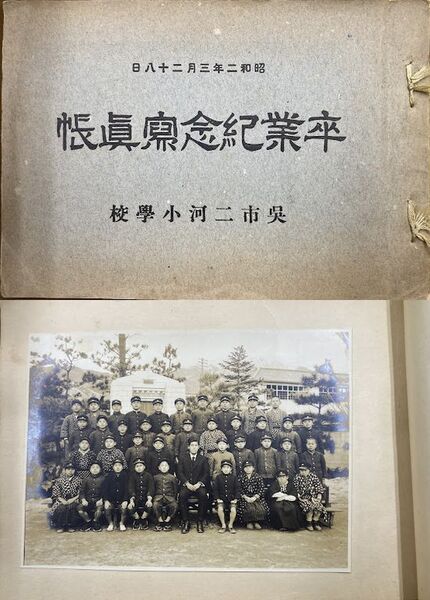 昭和二年三月二十八日
卒業紀念寫眞帳
吳市二河小學校